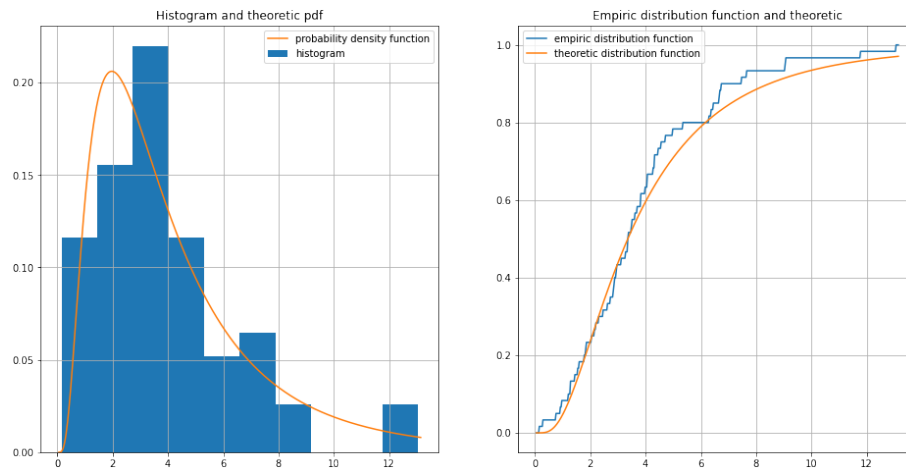 Histogram and theoretic pdf
probability density function
histogram
0.20
0.15
0.10
0.05
0.00
0 2 4 6 8 10 12
Empiric distribution function and theoretic
empiric distribution function
theoretic distribution function
1.0
0.8
0.6
0.4
0.2
0.0
0 2 4 6 8 10 12